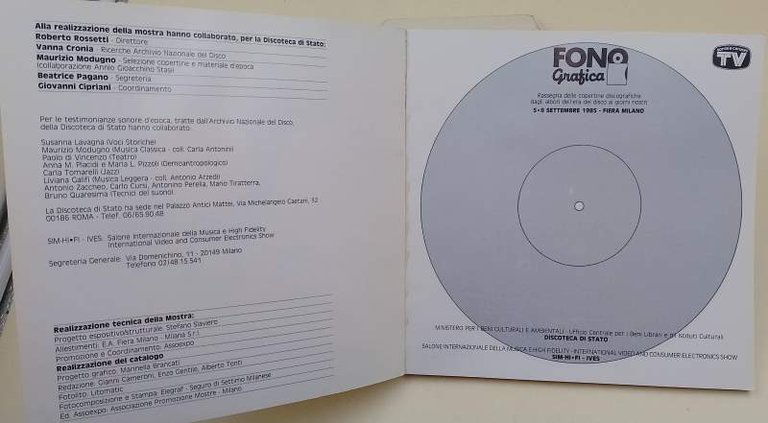 Alla realizzazione della mostra hanno collaborato, per la Discoteca di Stato:
Roberto Rossetti - Direttore
Vanna Cronia - Ricerche Archivio Nazionale del Disco
Maurizio Modugno - Selezione copertine e materiale d'epoca
(collaborazione Annio Gioacchino Stasi)
Beatrice Pagano - Segreteria
Giovanni Cipriani - Coordinamento
Per le testimonianze sonore d'epoca, tratte dall'Archivio Nazionale del Disco
della Discoteca di Stato hanno collaborato:
Susanna Lavagna (Voci Storiche)
Maurizio Modugno (Musica Classica - coll. Carla Antonini)
Paolo di Vincenzo (Teatro)
Anna M. Placidi e Maria L. Pizzoli (Demoantropologico)
Carla Tomarelli (Jazz)
Liviana Galifi (Musica Leggera - coll. Antonio Arzedi)
Antonio Zaccheo, Carlo Cursi, Antonino Perella, Mano Tiratterra,
Bruno Quaresima (Tecnici del suono).
La Discoteca di Stato ha sede nel Palazzo Antici Mattei, Via Michelangelo Caetani, 32
00186 ROMA - Telef. 06/65.90.48
SIM-HI•FI - IVES: Salone Internazionale della Musica e High Fidelity
International Video and Consumer Electronics Show
Segreteria Generale: Via Domenichino, 11 - 20149 Milano
Telefono 02/48.15.541
Realizzazione tecnica della Mostra:
Progetto espositivo/strutturale: Stefano Slaviero
Allestimenti: E.A. Fiera Milano - Milana S.r.l.
Promozione e Coordinamento: Assoexpo
Realizzazione del catalogo
Progetto grafico: Marinella Brancati
Redazione: Gianni Cameroni, Enzo Gentile, Alberto Tonti
Fotolito: Litomatic
Fotocomposizione e Stampa: Elegraf - Seguro di Settimo Milanese
Ed. Assoexpo: Associazione Promozione Mostre - Milano
FONO
Grafica
Rassegna delle copertine discografiche
dagli albori dell'era del disco ai giorni nostri
5-9 SETTEMBRE 1985 - FIERA MILANO
SORRISI E CANZONI
TV
MINISTERO PER I BENI CULTURALI E AMBIENTALI - Ufficio Centrale per i Beni Librari e gli Istituti Culturali
DISCOTECA DI STATO
SALONE INTERNAZIONALE DELLA MUSICA E HIGH FIDELITY - INTERNATIONAL VIDEO AND CONSUMER ELECTRONICS SHOW
SIM-HI•FI - IVES